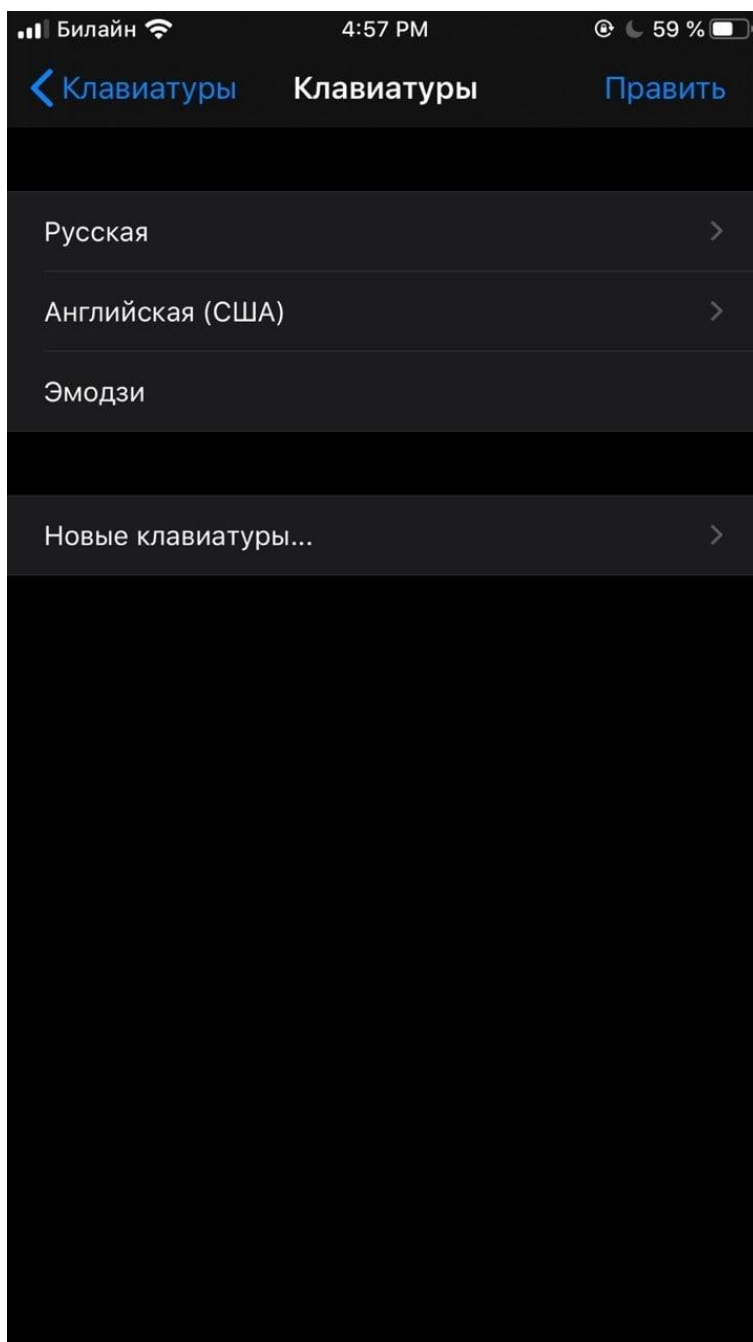 Билайн 4:57 PM 59 %
Клавиатуры Клавиатуры Править
Русская
Английская (США)
Эмодзи
Новые клавиатуры...